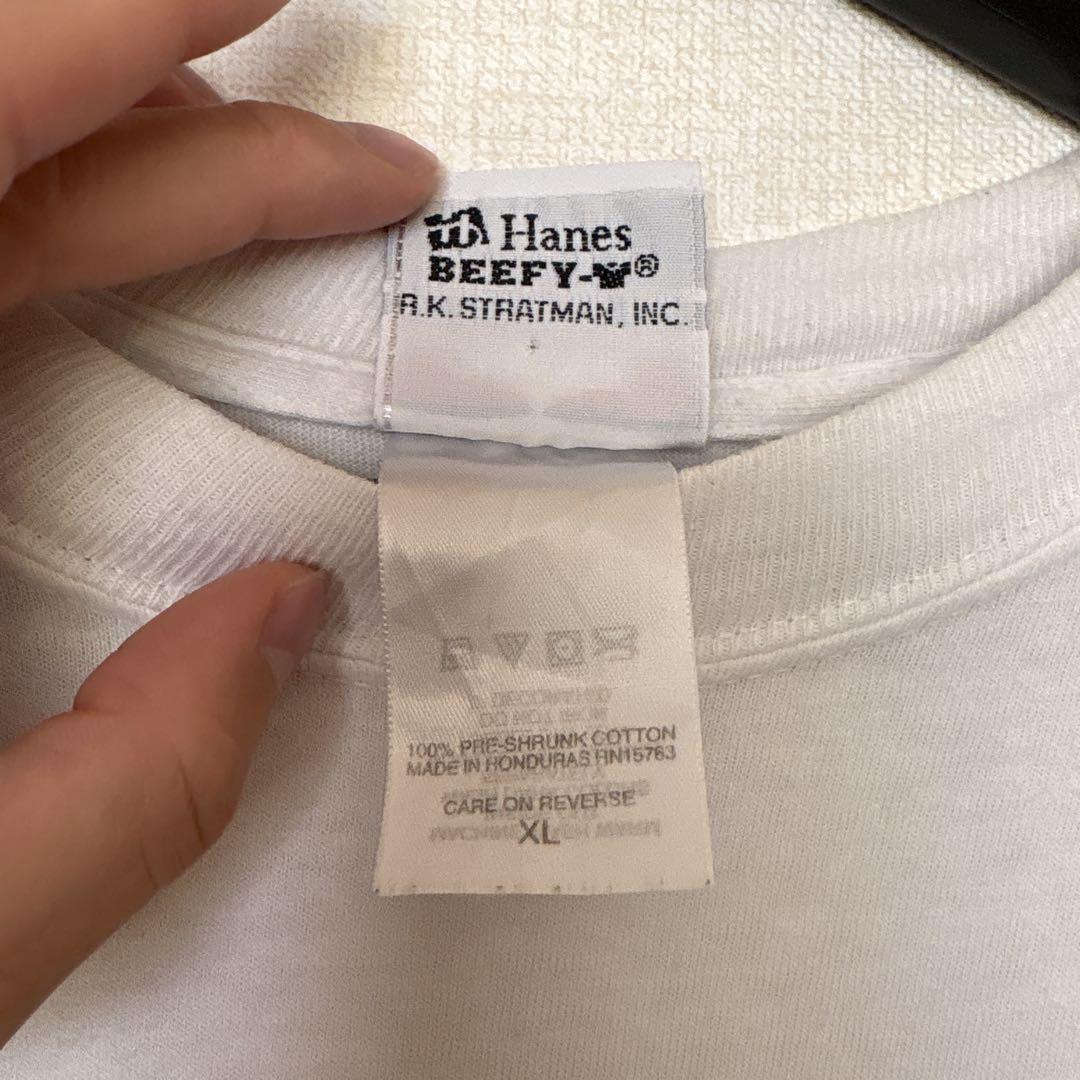 Hanes
BEEFY-T®
R.K. STRATMAN, INC.
100% PRE-SHRUNK COTTON
MADE IN HONDURAS RN15763
CARE ON REVERSE
XL